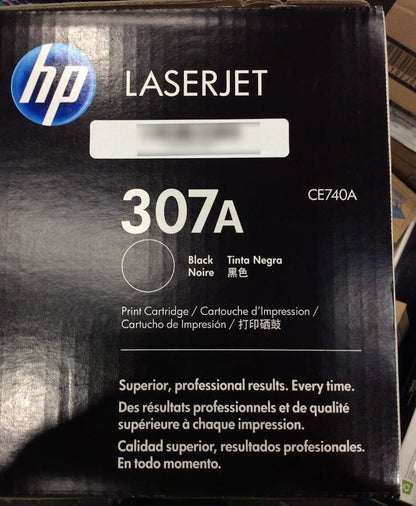 hp
LASERJET
307A
CE740A
Black Tinta Negra
Noire 黑色
Print Cartridge / Cartouche d'Impression /
Cartucho de Impresión / 打印硒鼓
Superior, professional results. Every time.
Des résultats professionnels et de qualité
supérieure à chaque impression.
Calidad superior, resultados profesionales.
En todo momento.